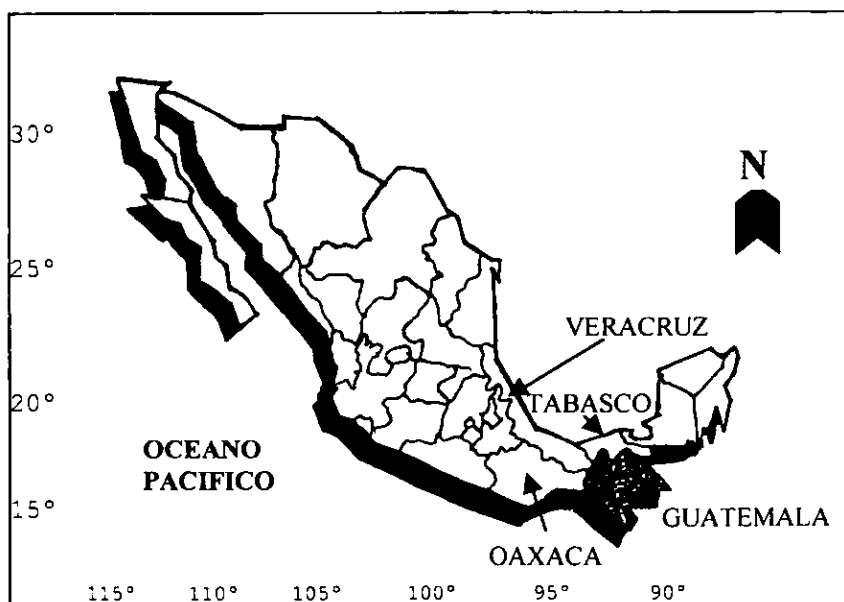 30°
N
25°
VERACRUZ
20°
TABASCO
OCEANO
PACIFICO
15°
GUATEMALA
OAXACA
115° 110° 105° 100° 95° 90°